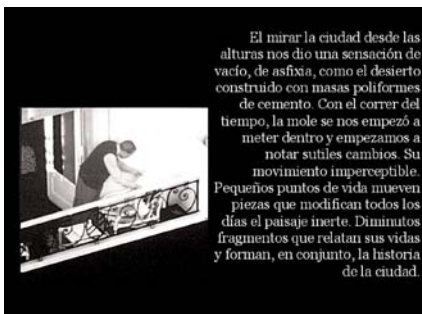 El mirar la ciudad desde las
alturas nos dio una sensación de
vacío, de asfixia, como el desierto
construido con masas poliformes
de cemento. Con el correr del
tiempo, la mole se nos empezó a
meter dentro y empezamos a
notar sutiles cambios. Su
movimiento imperceptible.
Pequeños puntos de vida mueven
piezas que modifican todos los
días el paisaje inerte. Diminutos
fragmentos que relatan sus vidas
y forman, en conjunto, la historia
de la ciudad.